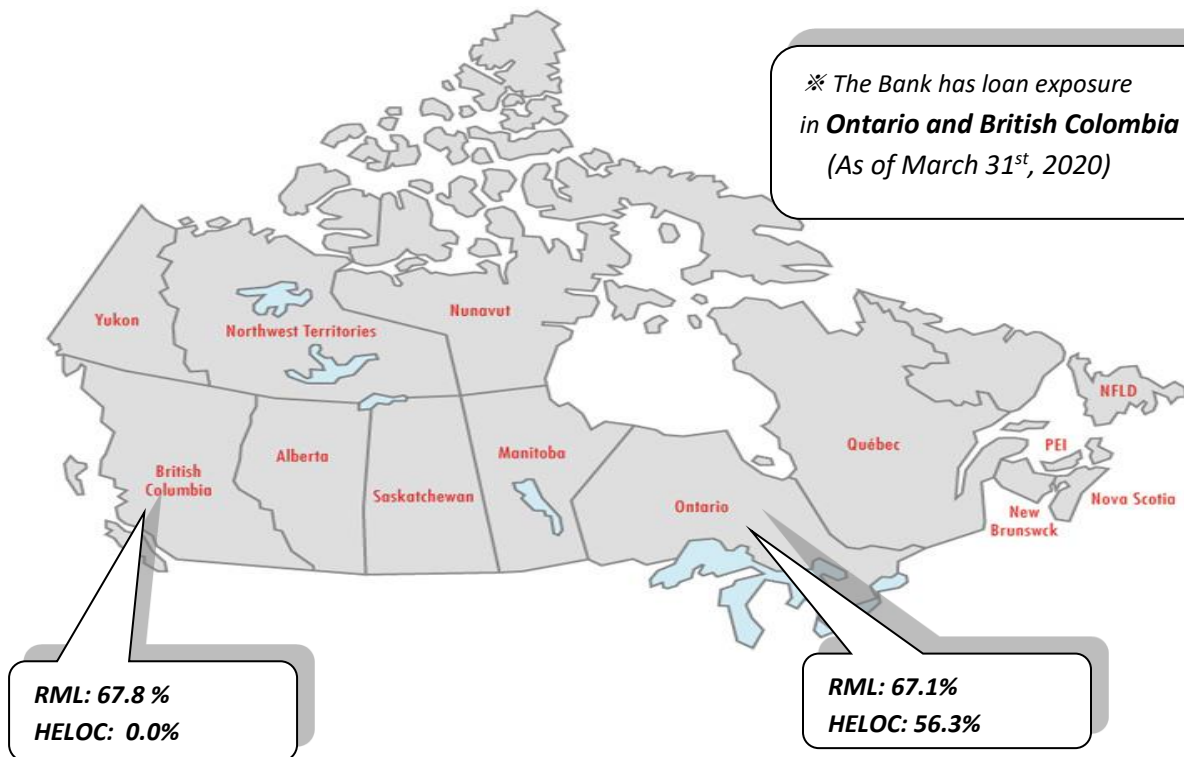 ※ The Bank has loan exposure
in Ontario and British Colombia
(As of March 31st, 2020)
Yukon
Northwest Territories
Nunavut
NFLD
British
Columbia
Alberta
Saskatchewan
Manitoba
Ontario
Québec
PEI
Nova Scotia
New
Brunswck
RML: 67.8 %
HELOC: 0.0%
RML: 67.1%
HELOC: 56.3%